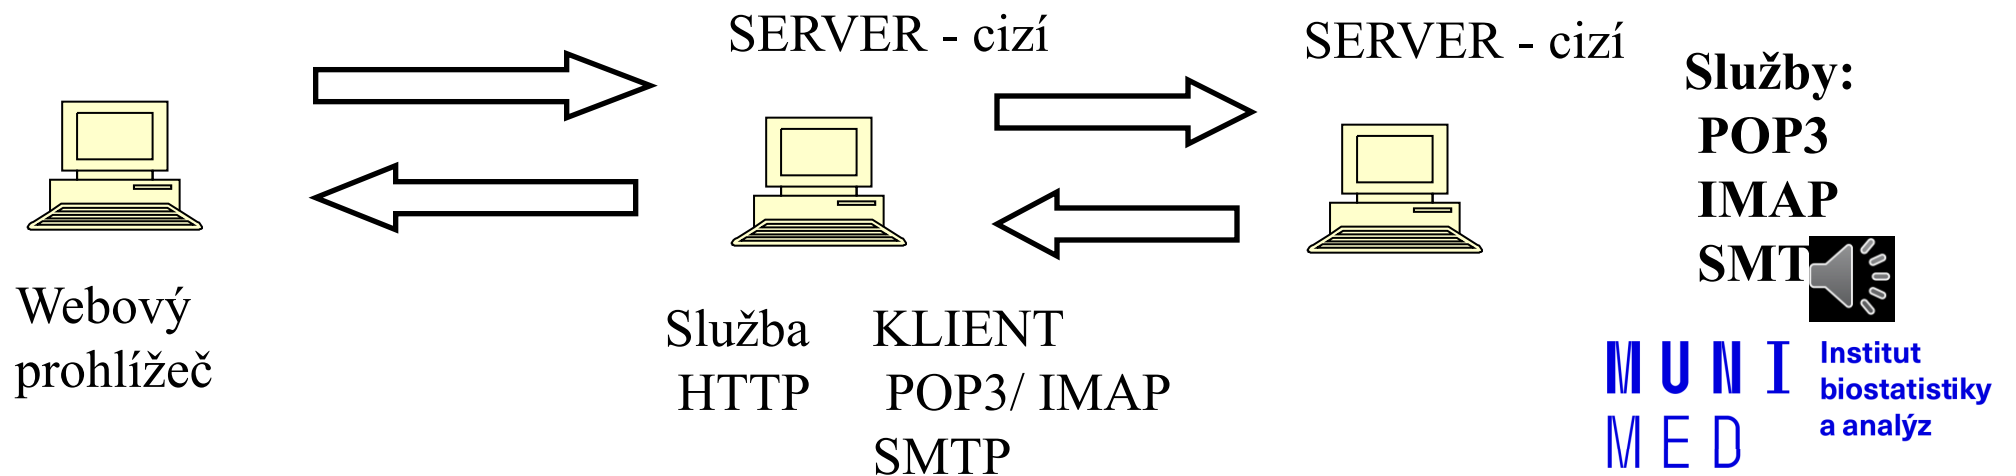 SERVER - cizí
SERVER - cizí
Služby:
POP3
IMAP
SMT
Webový
prohlížeč
Služba
HTTP
KLIENT
POP3/ IMAP
SMTP
MUNI
MED
Institut
biostatistiky
a analýz